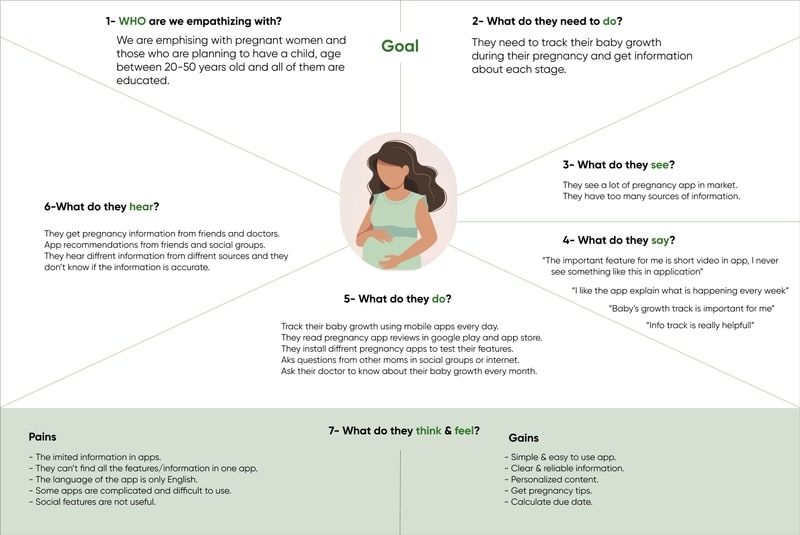 1- WHO are we empathizing with?
We are emphising with pregnant women and
those who are planning to have a child, age
between 20-50 years old and all of them are
educated.
Goal
2- What do they need to do?
They need to track their baby growth
during their pregnancy and get information
about each stage.
3- What do they see?
They see a lot of pregnancy app in market.
They have too many sources of information.
4- What do they say?
“The important feature for me is short video in app, I never
see something like this in application”
“I like the app explain what is happening every week”
“Baby’s growth track is important for me”
“Info track is really helpfull”
5- What do they do?
Track their baby growth using mobile apps every day.
They read pregnancy app reviews in google play and app store.
They install diffrent pregnancy apps to test their features.
Aks questions from other moms in social groups or internet.
Ask their doctor to know about their baby growth every month.
6-What do they hear?
They get pregnancy information from friends and doctors.
App recommendations from friends and social groups.
They hear diffrent information from diffrent sources and they
don’t know if the information is accurate.
7- What do they think & feel?
Pains
- The imited information in apps.
- They can’t find all the features/information in one app.
- The language of the app is only English.
- Some apps are complicated and difficult to use.
- Social features are not useful.
Gains
- Simple & easy to use app.
- Clear & reliable information.
- Personalized content.
- Get pregnancy tips.
- Calculate due date.